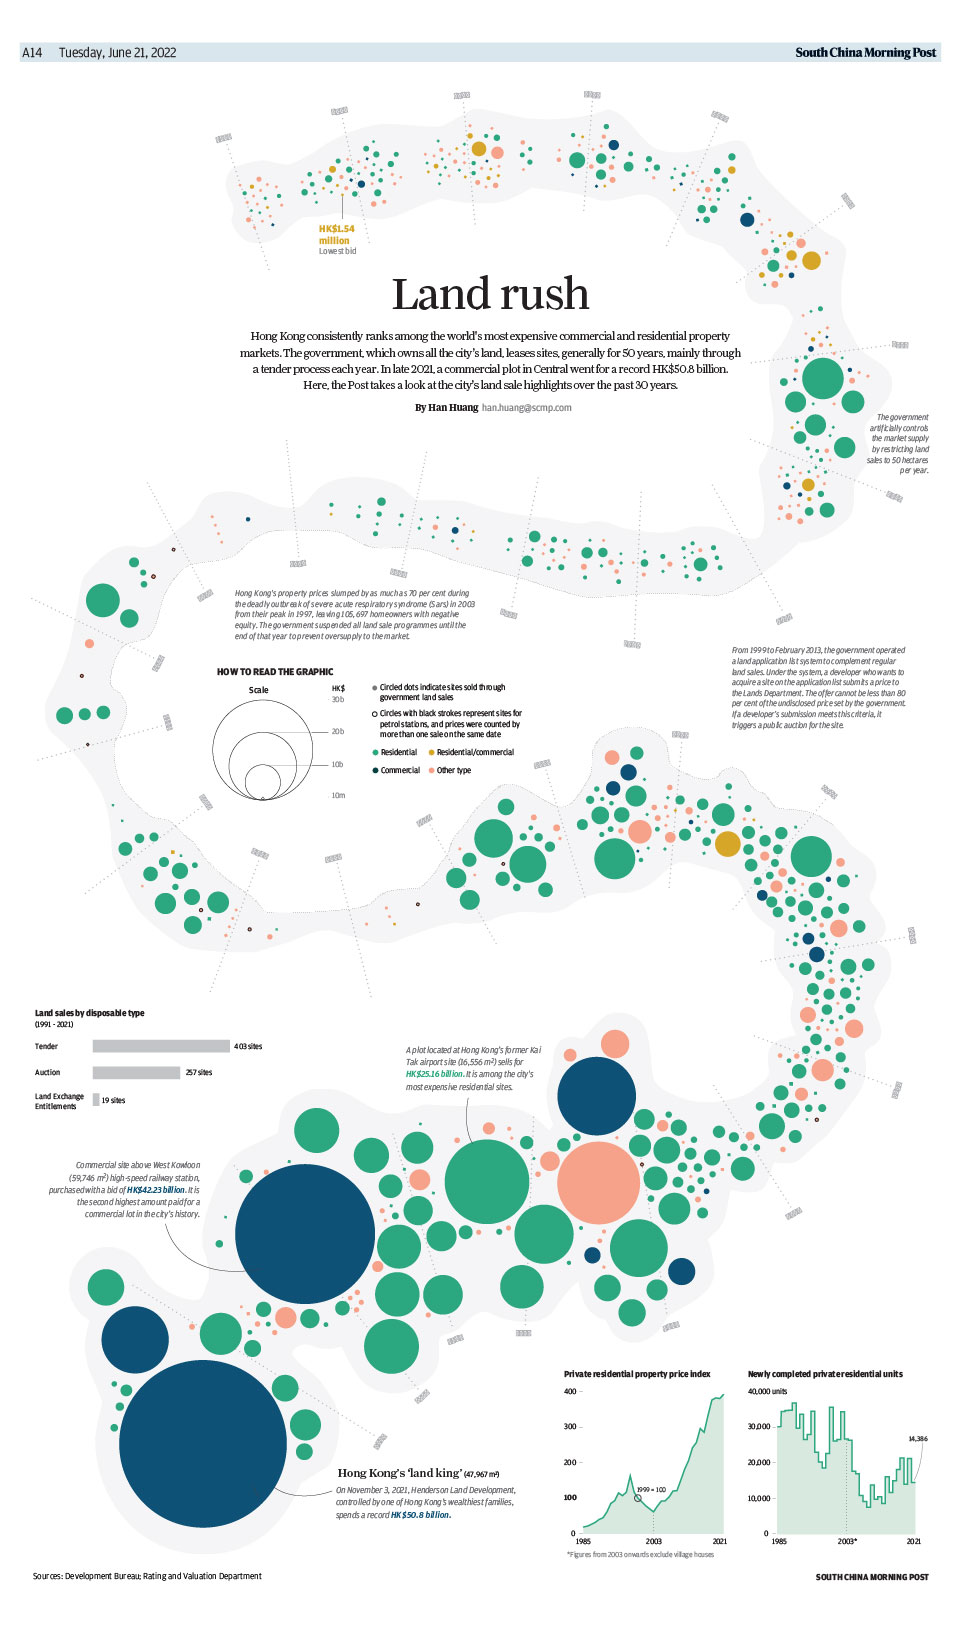 A14 Tuesday, June 21, 2022
South China Morning Post
HK$1.54
million
Lowest bid
Land rush
Hong Kong consistently ranks among the world's most expensive commercial and residential property
markets. The government, which owns all the city's land, leases sites, generally for 50 years, mainly through
a tender process each year. In late 2021, a commercial plot in Central went for a record HK$50.8 billion.
Here, the Post takes a look at the city's land sale highlights over the past 30 years.
By Han Huang han.huang@scmp.com
The government
artificially controls
the market supply
by restricting land
sales to 50 hectares
per year.
Hong Kong's property prices slumped by as much as 70 per cent during
the deadly outbreak of severe acute respiratory syndrome (Sars) in 2003
from their peak in 1997, leaving 105, 697 homeowners with negative
equity. The government suspended all land sale programmes until the
end of that year to prevent oversupply to the market.
From 1999 to February 2013, the government operated
a land application list system to complement regular
land sales. Under the system, a developer who wants to
acquire a site on the application list submits a price to
the Lands Department. The offer cannot be less than 80
per cent of the undisclosed price set by the government.
If a developer's submission meets this criteria, it
triggers a public auction for the site.
HOW TO READ THE GRAPHIC
Scale
HK$
30b
20b
10b
10m
Circled dots indicate sites sold through
government land sales
Circles with black strokes represent sites for
petrol stations, and prices were counted by
more than one sale on the same date
Residential
Residential/commercial
Commercial
Other type
Land sales by disposable type
(1991 - 2021)
Tender
403 sites
Auction
257 sites
Land Exchange
Entitlements
19 sites
A plot located at Hong Kong's former Kai
Tak airport site (16,556 m²) sells for
HK$25.16 billion. It is among the city's
most expensive residential sites.
Commercial site above West Kowloon
(59,746 m²) high-speed railway station,
purchased with a bid of HK$42.23 billion. It is
the second highest amount paid for a
commercial lot in the city's history.
Hong Kong's 'land king' (47,967 m²)
On November 3, 2021, Henderson Land Development,
controlled by one of Hong Kong's wealthiest families,
spends a record HK$50.8 billion.
Private residential property price index
400
300
200
100
0
1999 = 100
1985
2003
2021
*Figures from 2003 onwards exclude village houses
Newly completed private residential units
40,000 units
30,000
20,000
10,000
0
14,386
1985
2003*
2021
Sources: Development Bureau; Rating and Valuation Department
SOUTH CHINA MORNING POST